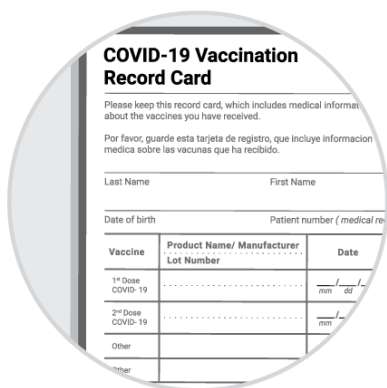 COVID-19 Vaccination
Record Card
Please keep this record card, which includes medical informat
about the vaccines you have received.
Por favor, guarde esta tarjeta de registro, que incluye informacion
medica sobre las vacunas que ha recibido.
Last Name First Name
Date of birth Patient number ( medical re
Vaccine Product Name/ Manufacturer Date
Lot Number
1st Dose
COVID- 19
mm dd
2nd Dose
COVID- 19
mm
Other
Other